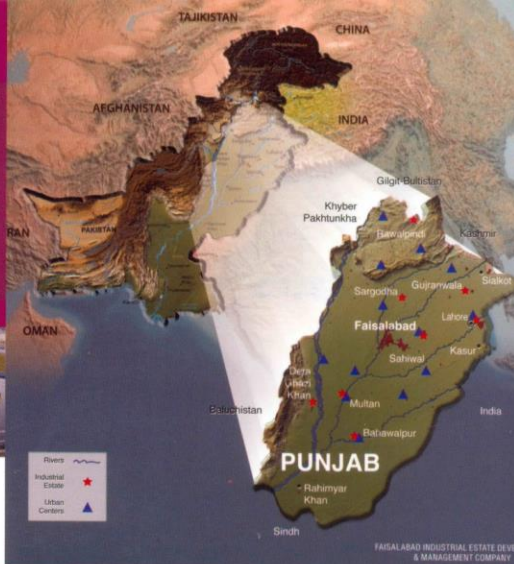 TAJIKISTAN
CHINA
AFGHANISTAN
INDIA
RAN
PAKISTAN
OMAN
Gilgit-Bultistan
Khyber
Pakhtunkha
Rawalpindi
Kashmir
Sialkot
Sargodha
Gujranwala
Faisalabad
Lahore
Sahiwal
Kasur
Dera
Ghazi
Khan
Multan
Baluchistan
India
Bahawalpur
PUNJAB
Rahimyar
Khan
Sindh
Rivers
Industrial
Estate
Urban
Centers
FAISALABAD INDUSTRIAL ESTATE DEVE
& MANAGEMENT COMPANY